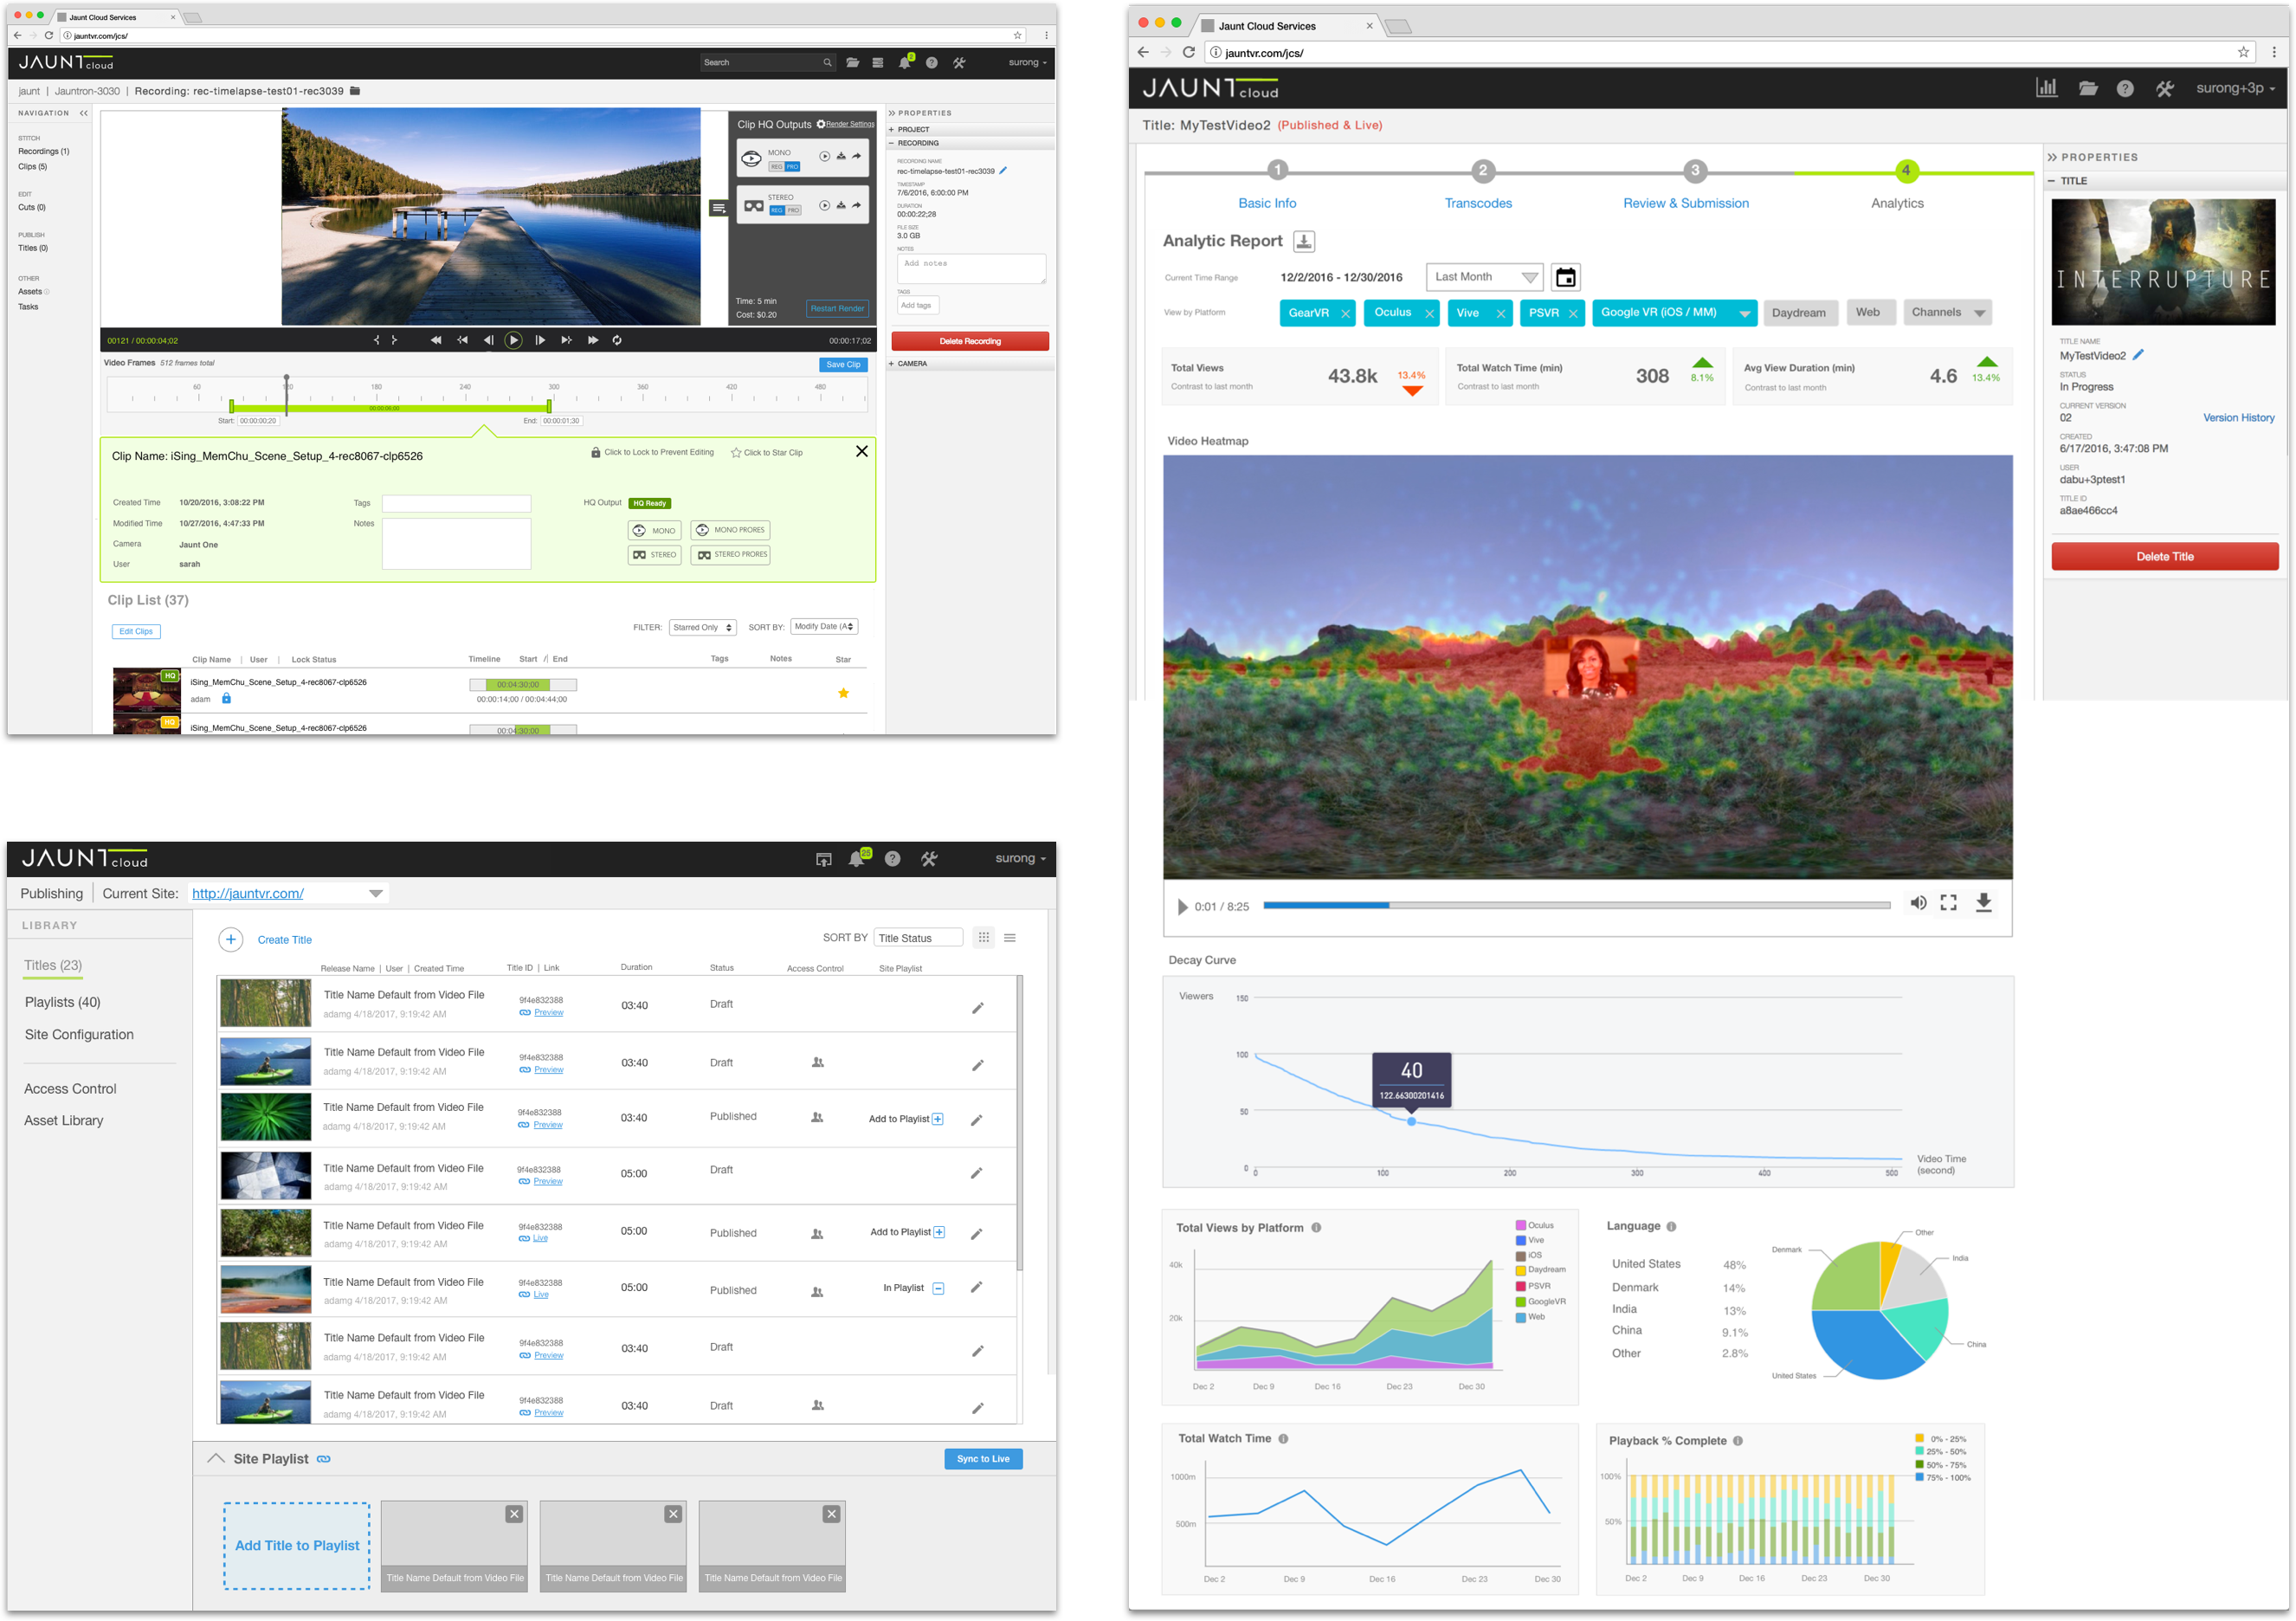 Jaunt Cloud Services
jauntvr.com/jcs/
JAUNT cloud
Search
2
surong
jaunt | Jauntron-3030 | Recording: rec-timelapse-test01-rec3039
NAVIGATION <<
STITCH
Recordings (1)
Clips (5)
EDIT
Cuts (0)
PUBLISH
Titles (0)
OTHER
Assets
Tasks
Clip HQ Outputs Render Settings
MONO
REG PRO
STEREO
REG PRO
Time: 5 min
Cost: $0.20
Restart Render
>> PROPERTIES
+ PROJECT
− RECORDING
RECORDING NAME
rec-timelapse-test01-rec3039
TIMESTAMP
7/6/2016, 6:00:00 PM
DURATION
00:00:22;28
FILE SIZE
3.0 GB
NOTES
Add notes
TAGS
Add tags
Delete Recording
+ CAMERA
00121 / 00:00:04;02
00:00:17;02
Video Frames 512 frames total
Save Clip
60 120 180 240 300 360 420 480
00:00:06;00
Start: 00:00:00;20
End: 00:00:01;30
Clip Name: iSing_MemChu_Scene_Setup_4-rec8067-clp6526
Click to Lock to Prevent Editing
Click to Star Clip
Created Time 10/20/2016, 3:08:22 PM
Modified Time 10/27/2016, 4:47:33 PM
Camera Jaunt One
User sarah
Tags
Notes
HQ Output HQ Ready
MONO
MONO PRORES
STEREO
STEREO PRORES
Clip List (37)
Edit Clips
FILTER: Starred Only
SORT BY: Modify Date (A
Clip Name | User | Lock Status
Timeline Start / End
Tags
Notes
Star
HQ
iSing_MemChu_Scene_Setup_4-rec8067-clp6526
adam
00:04:30;00
00:00:14;00 / 00:04:44;00
HQ
iSing_MemChu_Scene_Setup_4-rec8067-clp6526
00:04:30;00
JAUNT cloud
25
surong
Publishing | Current Site: http://jauntvr.com/
LIBRARY
Titles (23)
Playlists (40)
Site Configuration
Access Control
Asset Library
Create Title
SORT BY Title Status
Release Name | User | Created Time
Title ID | Link
Duration
Status
Access Control
Site Playlist
Title Name Default from Video File
adamg 4/18/2017, 9:19:42 AM
9f4e832388
Preview
03:40
Draft
Title Name Default from Video File
adamg 4/18/2017, 9:19:42 AM
9f4e832388
Preview
03:40
Draft
Title Name Default from Video File
adamg 4/18/2017, 9:19:42 AM
9f4e832388
Preview
03:40
Published
Add to Playlist
Title Name Default from Video File
adamg 4/18/2017, 9:19:42 AM
9f4e832388
Preview
05:00
Draft
Title Name Default from Video File
adamg 4/18/2017, 9:19:42 AM
9f4e832388
Live
05:00
Published
Add to Playlist
Title Name Default from Video File
adamg 4/18/2017, 9:19:42 AM
9f4e832388
Live
05:00
Published
In Playlist
Title Name Default from Video File
adamg 4/18/2017, 9:19:42 AM
9f4e832388
Preview
03:40
Draft
Title Name Default from Video File
adamg 4/18/2017, 9:19:42 AM
9f4e832388
Preview
03:40
Draft
Site Playlist
Sync to Live
Add Title to Playlist
Title Name Default from Video File
Title Name Default from Video File
Title Name Default from Video File
Jaunt Cloud Services
jauntvr.com/jcs/
JAUNT cloud
surong+3p
Title: MyTestVideo2 (Published & Live)
1 2 3 4
Basic Info
Transcodes
Review & Submission
Analytics
Analytic Report
Current Time Range 12/2/2016 - 12/30/2016 Last Month
View by Platform GearVR Oculus Vive PSVR Google VR (iOS / MM) Daydream Web Channels
Total Views
Contrast to last month
43.8k 13.4%
Total Watch Time (min)
Contrast to last month
308 8.1%
Avg View Duration (min)
Contrast to last month
4.6 13.4%
Video Heatmap
0:01 / 8:25
Decay Curve
Viewers
150
100
50
0
40
122.66300201416
0 100 200 300 400 500
Video Time
(second)
Total Views by Platform
40k
20k
Dec 2 Dec 9 Dec 16 Dec 23 Dec 30
Oculus
Vive
iOS
Daydream
PSVR
GoogleVR
Web
Language
United States 48%
Denmark 14%
India 13%
China 9.1%
Other 2.8%
Other
India
China
United States
Denmark
Total Watch Time
1000m
500m
Dec 2 Dec 9 Dec 16 Dec 23 Dec 30
Playback % Complete
0% - 25%
25% - 50%
50% - 75%
75% - 100%
100%
50%
Dec 2 Dec 9 Dec 16 Dec 23 Dec 30
>> PROPERTIES
− TITLE
INTERRUPTURE
TITLE NAME
MyTestVideo2
STATUS
In Progress
CURRENT VERSION
02
Version History
CREATED
6/17/2016, 3:47:08 PM
USER
dabu+3ptest1
TITLE ID
a8ae466cc4
Delete Title